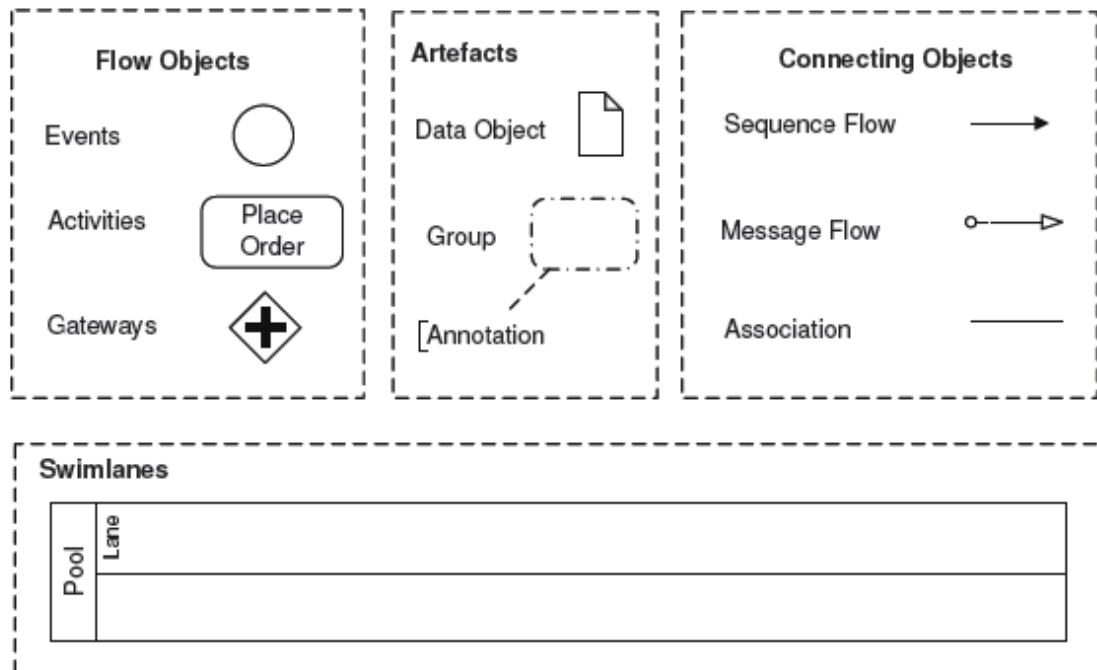 Flow Objects
Events
Activities
Place
Order
Gateways
Artefacts
Data Object
Group
[Annotation
Connecting Objects
Sequence Flow
Message Flow
Association
Swimlanes
Pool
Lane